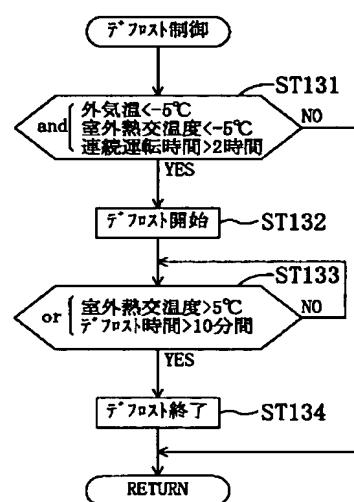 デフロスト制御
ST131
and 外気温<-5℃
室外熱交温度<-5℃
連続運転時間>2時間
NO
YES
デフロスト開始
ST132
ST133
or 室外熱交温度>5℃
デフロスト時間>10分間
NO
YES
デフロスト終了
ST134
RETURN